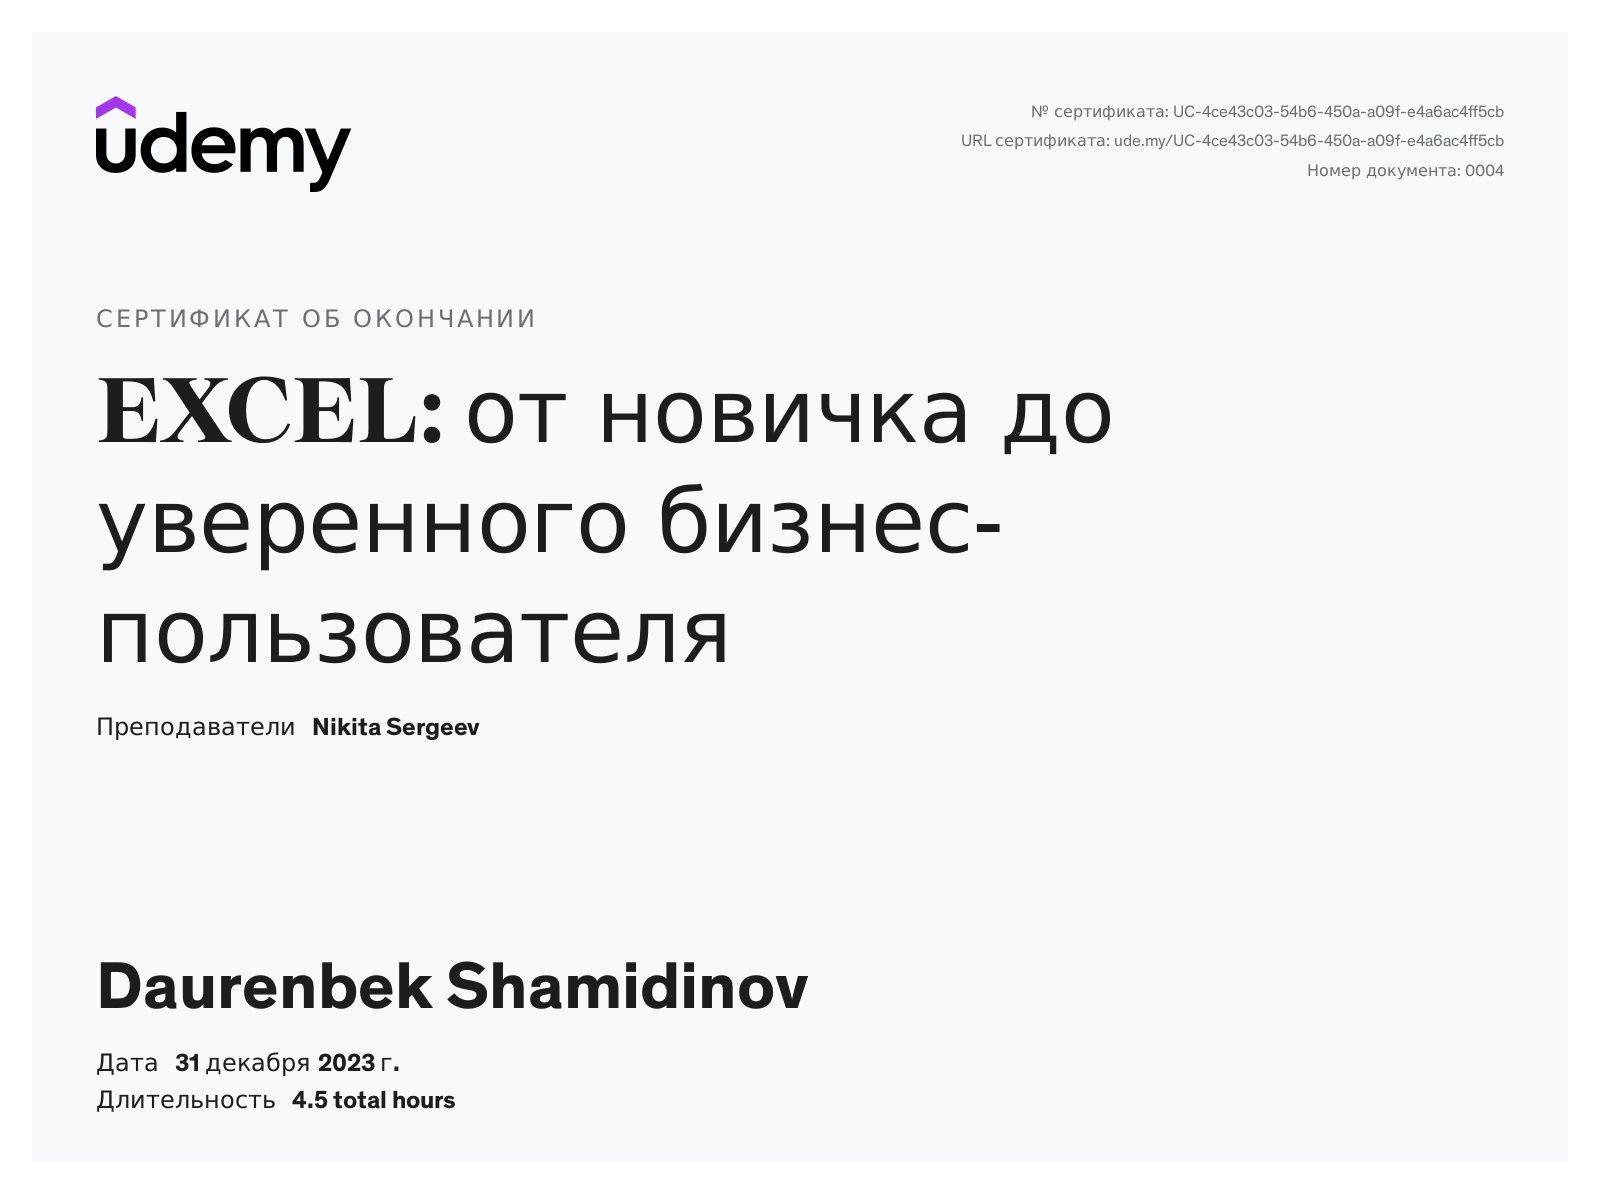 udemy
№ сертификата: UC-4ce43c03-54b6-450a-a09f-e4a6ac4ff5cb
URL сертификата: ude.my/UC-4ce43c03-54b6-450a-a09f-e4a6ac4ff5cb
Номер документа: 0004
СЕРТИФИКАТ ОБ ОКОНЧАНИИ
EXCEL: от новичка до
уверенного бизнес-
пользователя
Преподаватели Nikita Sergeev
Daurenbek Shamidinov
Дата 31 декабря 2023 г.
Длительность 4.5 total hours